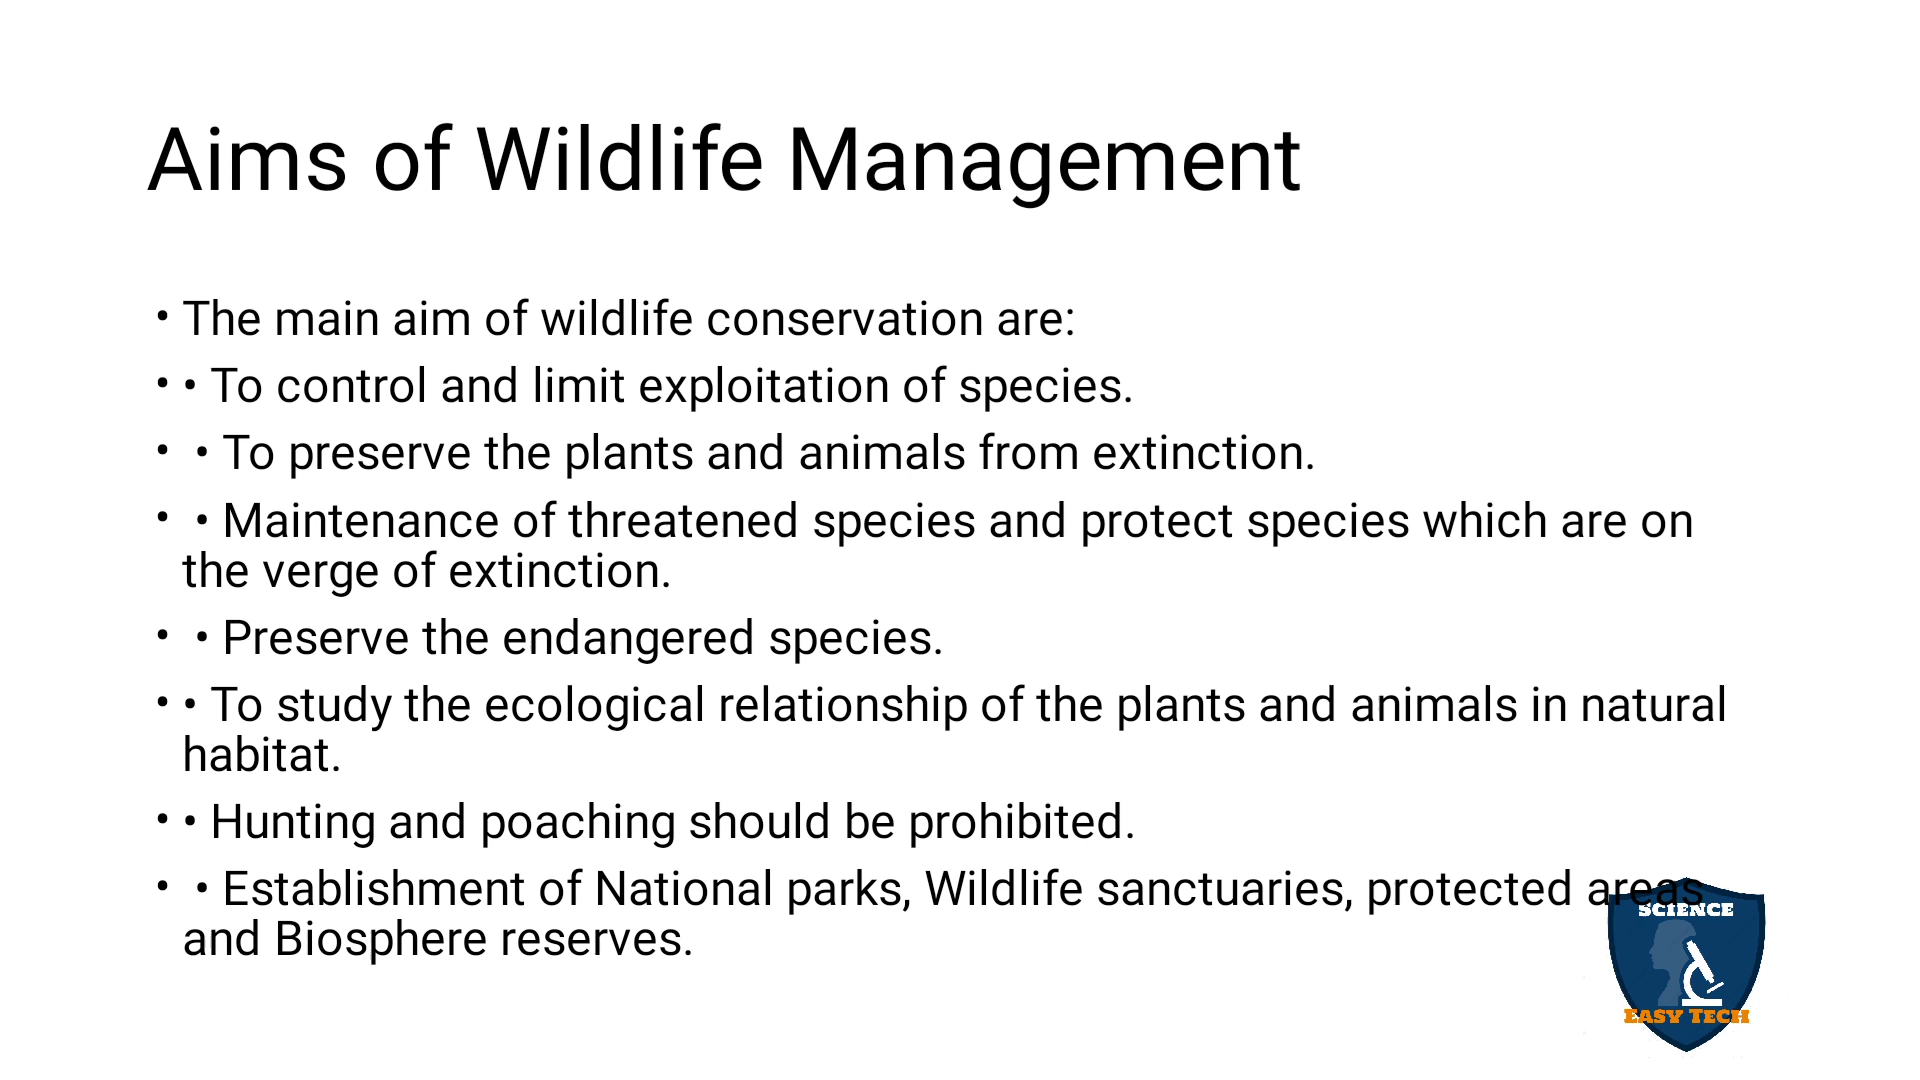 Aims of Wildlife Management
• The main aim of wildlife conservation are:
• • To control and limit exploitation of species.
•  • To preserve the plants and animals from extinction.
•  • Maintenance of threatened species and protect species which are on
the verge of extinction.
•  • Preserve the endangered species.
• • To study the ecological relationship of the plants and animals in natural
habitat.
• • Hunting and poaching should be prohibited.
•  • Establishment of National parks, Wildlife sanctuaries, protected areas
and Biosphere reserves.
SCIENCE
EASY TECH